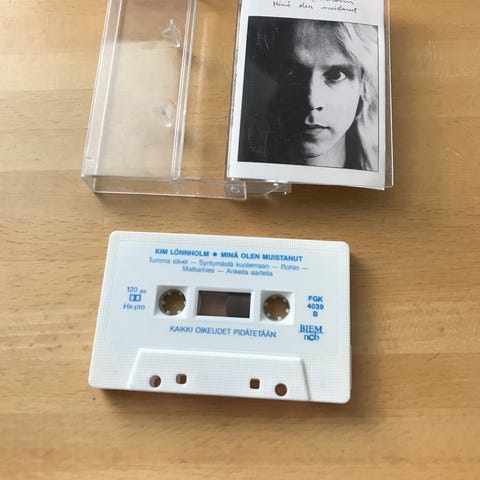 Minä olen muistanut
KIM LÖNNHOLM ● MINÄ OLEN MUISTANUT
Tumma sävel — Syntymästä kuolemaan — Rohto —
Matkamies — Ankeita aarteita
120 µs
Hx-pro
FGK
4039
B
BIEM
ncb
KAIKKI OIKEUDET PIDÄTETÄÄN